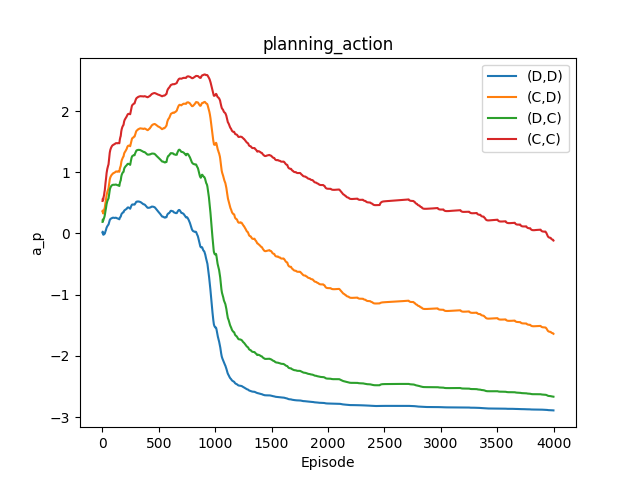 planning_action
(D,D)
(C,D)
(D,C)
(C,C)
a_p
2
1
0
−1
−2
−3
0 500 1000 1500 2000 2500 3000 3500 4000
Episode